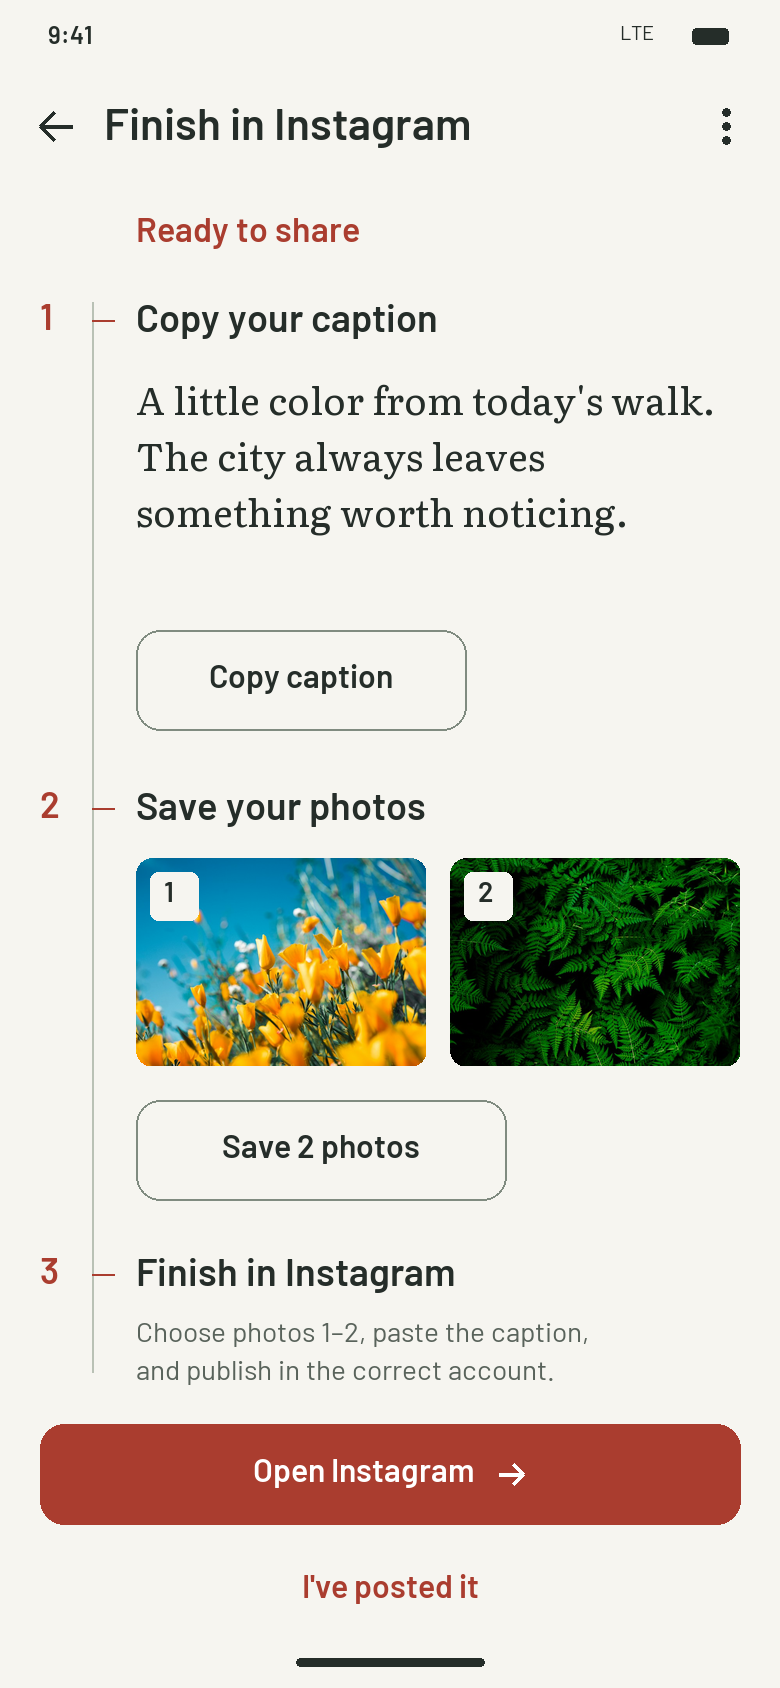 9:41
LTE
Finish in Instagram
Ready to share
1
Copy your caption
A little color from today's walk.
The city always leaves
something worth noticing.
Copy caption
2
Save your photos
1
2
Save 2 photos
3
Finish in Instagram
Choose photos 1–2, paste the caption,
and publish in the correct account.
Open Instagram →
I've posted it